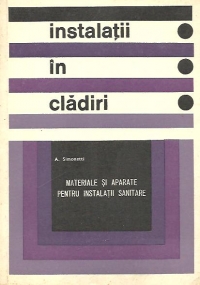 instalații
în
clădiri
A. Simonetti
MATERIALE ȘI APARATE
PENTRU INSTALAȚII SANITARE